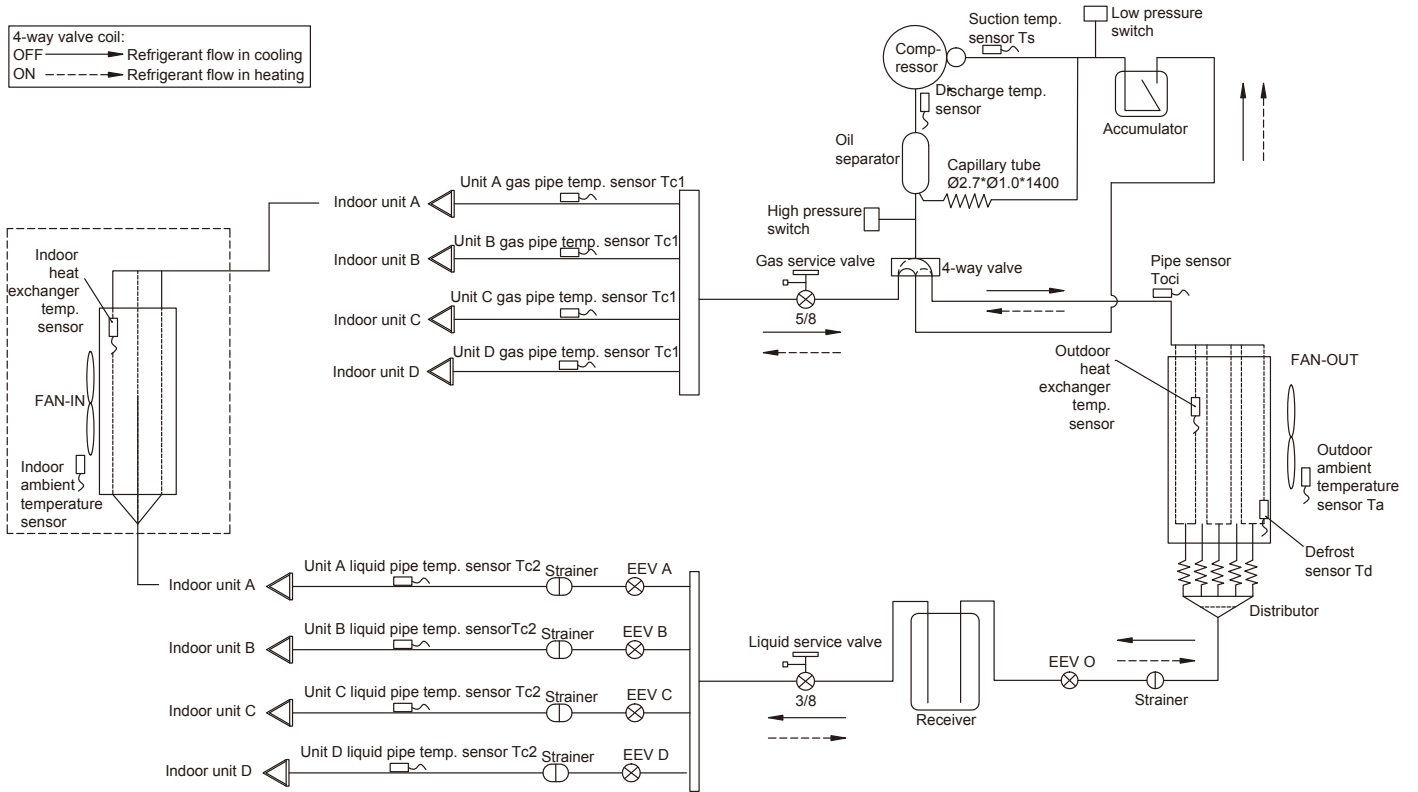 4-way valve coil:
OFF Refrigerant flow in cooling
ON Refrigerant flow in heating
Suction temp.
sensor Ts
Low pressure
switch
Comp-
ressor
Discharge temp.
sensor
Accumulator
Oil
separator
Capillary tube
Ø2.7*Ø1.0*1400
High pressure
switch
Gas service valve
5/8
4-way valve
Pipe sensor
Toci
Unit A gas pipe temp. sensor Tc1
Indoor unit A
Unit B gas pipe temp. sensor Tc1
Indoor unit B
Unit C gas pipe temp. sensor Tc1
Indoor unit C
Unit D gas pipe temp. sensor Tc1
Indoor unit D
Indoor
heat
exchanger
temp.
sensor
FAN-IN
Indoor
ambient
temperature
sensor
Outdoor
heat
exchanger
temp.
sensor
FAN-OUT
Outdoor
ambient
temperature
sensor Ta
Defrost
sensor Td
Distributor
Unit A liquid pipe temp. sensor Tc2
Strainer
EEV A
Indoor unit A
Unit B liquid pipe temp. sensorTc2
Strainer
EEV B
Indoor unit B
Unit C liquid pipe temp. sensor Tc2
Strainer
EEV C
Indoor unit C
Unit D liquid pipe temp. sensor Tc2
Strainer
EEV D
Indoor unit D
Liquid service valve
3/8
Receiver
EEV O
Strainer